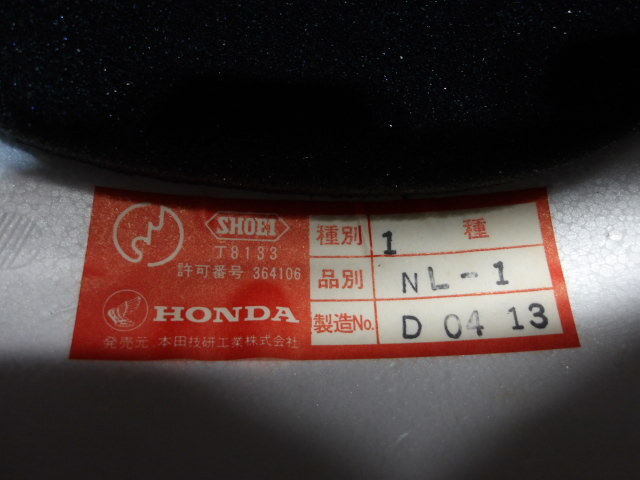 SHOEI
T8133
許可番号 364106
HONDA
発売元 本田技研工業株式会社
種別 1 種
品別 NL-1
製造No. D 04 13